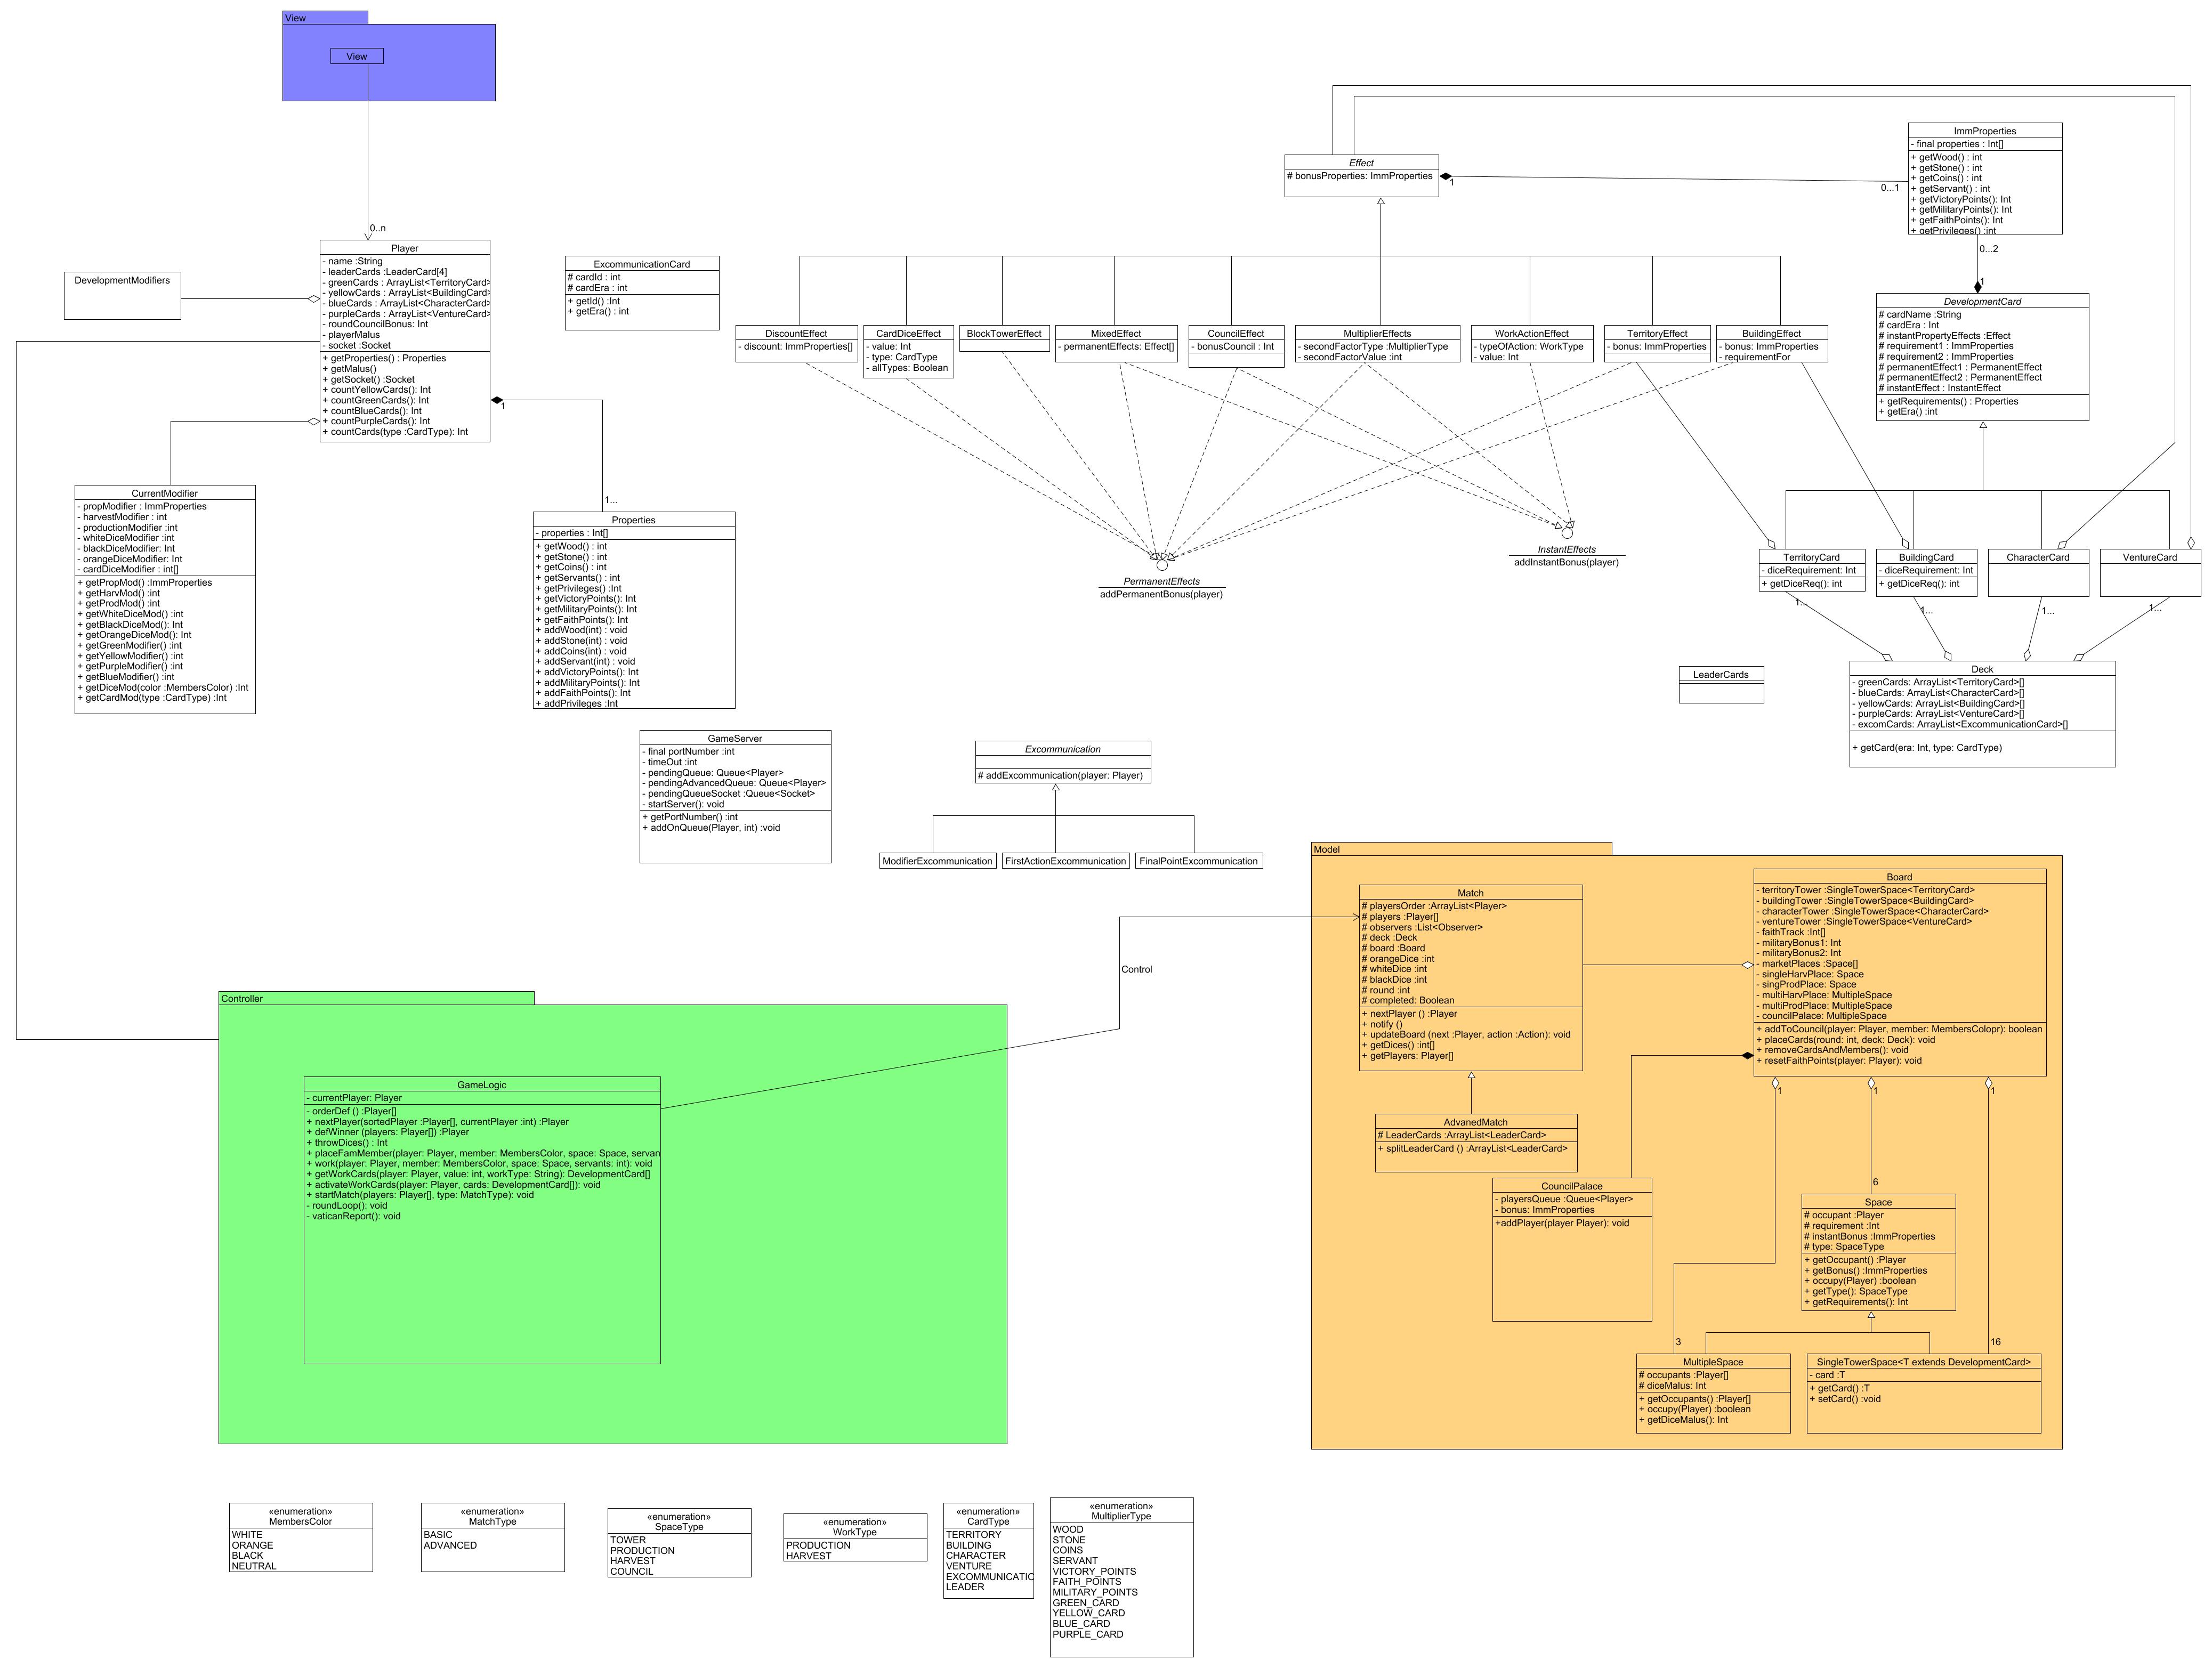 View
View
0..n
Player
- name :String
- leaderCards :LeaderCard[4]
- greenCards : ArrayList<TerritoryCard>
- yellowCards : ArrayList<BuildingCard>
- blueCards : ArrayList<CharacterCard>
- purpleCards : ArrayList<VentureCard>
- roundCouncilBonus: Int
- playerMalus
- socket :Socket
+ getProperties() : Properties
+ getMalus()
+ getSocket() :Socket
+ countYellowCards(): Int
+ countGreenCards(): Int
+ countBlueCards(): Int
+ countPurpleCards(): Int
+ countCards(type :CardType): Int
1
DevelopmentModifiers
CurrentModifier
- propModifier : ImmProperties
- harvestModifier : int
- productionModifier :int
- whiteDiceModifier :int
- blackDiceModifier: Int
- orangeDiceModifier: Int
- cardDiceModifier : int[]
+ getPropMod() :ImmProperties
+ getHarvMod() :int
+ getProdMod() :int
+ getWhiteDiceMod() :int
+ getBlackDiceMod(): Int
+ getOrangeDiceMod(): Int
+ getGreenModifier() :int
+ getYellowModifier() :int
+ getPurpleModifier() :int
+ getBlueModifier() :int
+ getDiceMod(color :MembersColor) :Int
+ getCardMod(type :CardType) :Int
1...
Properties
- properties : Int[]
+ getWood() : int
+ getStone() : int
+ getCoins() : int
+ getServants() : int
+ getPrivileges() :Int
+ getVictoryPoints(): Int
+ getMilitaryPoints(): Int
+ getFaithPoints(): Int
+ addWood(int) : void
+ addStone(int) : void
+ addCoins(int) : void
+ addServant(int) : void
+ addVictoryPoints(): Int
+ addMilitaryPoints(): Int
+ addFaithPoints(): Int
+ addPrivileges :Int
ExcommunicationCard
# cardId : int
# cardEra : int
+ getId() :Int
+ getEra() : int
Effect
# bonusProperties: ImmProperties
1
0...1
ImmProperties
- final properties : Int[]
+ getWood() : int
+ getStone() : int
+ getCoins() : int
+ getServant() : int
+ getVictoryPoints(): Int
+ getMilitaryPoints(): Int
+ getFaithPoints(): Int
+ getPrivileges() :int
0...2
1
DevelopmentCard
# cardName :String
# cardEra : Int
# instantPropertyEffects :Effect
# requirement1 : ImmProperties
# requirement2 : ImmProperties
# permanentEffect1 : PermanentEffect
# permanentEffect2 : PermanentEffect
# instantEffect : InstantEffect
+ getRequirements() : Properties
+ getEra() :int
DiscountEffect
- discount: ImmProperties[]
CardDiceEffect
- value: Int
- type: CardType
- allTypes: Boolean
BlockTowerEffect
MixedEffect
- permanentEffects: Effect[]
CouncilEffect
- bonusCouncil : Int
MultiplierEffects
- secondFactorType :MultiplierType
- secondFactorValue :int
WorkActionEffect
- typeOfAction: WorkType
- value: Int
TerritoryEffect
- bonus: ImmProperties
BuildingEffect
- bonus: ImmProperties
- requirementFor
PermanentEffects
addPermanentBonus(player)
InstantEffects
addInstantBonus(player)
TerritoryCard
- diceRequirement: Int
+ getDiceReq(): int
BuildingCard
- diceRequirement: Int
+ getDiceReq(): int
CharacterCard
VentureCard
1...
1...
1...
1...
LeaderCards
Deck
- greenCards: ArrayList<TerritoryCard>[]
- blueCards: ArrayList<CharacterCard>[]
- yellowCards: ArrayList<BuildingCard>[]
- purpleCards: ArrayList<VentureCard>[]
- excomCards: ArrayList<ExcommunicationCard>[]
+ getCard(era: Int, type: CardType)
GameServer
- final portNumber :int
- timeOut :int
- pendingQueue: Queue<Player>
- pendingAdvancedQueue: Queue<Player>
- pendingQueueSocket :Queue<Socket>
- startServer(): void
+ getPortNumber() :int
+ addOnQueue(Player, int) :void
Excommunication
# addExcommunication(player: Player)
ModifierExcommunication
FirstActionExcommunication
FinalPointExcommunication
Model
Match
# playersOrder :ArrayList<Player>
# players :Player[]
# observers :List<Observer>
# deck :Deck
# board :Board
# orangeDice :int
# whiteDice :int
# blackDice :int
# round :int
# completed: Boolean
+ nextPlayer () :Player
+ notify ()
+ updateBoard (next :Player, action :Action): void
+ getDices() :int[]
+ getPlayers: Player[]
Board
- territoryTower :SingleTowerSpace<TerritoryCard>
- buildingTower :SingleTowerSpace<BuildingCard>
- characterTower :SingleTowerSpace<CharacterCard>
- ventureTower :SingleTowerSpace<VentureCard>
- faithTrack :Int[]
- militaryBonus1: Int
- militaryBonus2: Int
- marketPlaces :Space[]
- singleHarvPlace: Space
- singProdPlace: Space
- multiHarvPlace: MultipleSpace
- multiProdPlace: MultipleSpace
- councilPalace: MultipleSpace
+ addToCouncil(player: Player, member: MembersColopr): boolean
+ placeCards(round: int, deck: Deck): void
+ removeCardsAndMembers(): void
+ resetFaithPoints(player: Player): void
1
1
1
AdvanedMatch
# LeaderCards :ArrayList<LeaderCard>
+ splitLeaderCard () :ArrayList<LeaderCard>
CouncilPalace
- playersQueue :Queue<Player>
- bonus: ImmProperties
+addPlayer(player Player): void
6
Space
# occupant :Player
# requirement :Int
# instantBonus :ImmProperties
# type: SpaceType
+ getOccupant() :Player
+ getBonus() :ImmProperties
+ occupy(Player) :boolean
+ getType(): SpaceType
+ getRequirements(): Int
3
16
MultipleSpace
# occupants :Player[]
# diceMalus: Int
+ getOccupants() :Player[]
+ occupy(Player) :boolean
+ getDiceMalus(): Int
SingleTowerSpace<T extends DevelopmentCard>
- card :T
+ getCard() :T
+ setCard() :void
Control
Controller
GameLogic
- currentPlayer: Player
- orderDef () :Player[]
+ nextPlayer(sortedPlayer :Player[], currentPlayer :int) :Player
+ defWinner (players: Player[]) :Player
+ throwDices() : Int
+ placeFamMember(player: Player, member: MembersColor, space: Space, servan
+ work(player: Player, member: MembersColor, space: Space, servants: int): void
+ getWorkCards(player: Player, value: int, workType: String): DevelopmentCard[]
+ activateWorkCards(player: Player, cards: DevelopmentCard[]): void
+ startMatch(players: Player[], type: MatchType): void
- roundLoop(): void
- vaticanReport(): void
«enumeration»
MembersColor
WHITE
ORANGE
BLACK
NEUTRAL
«enumeration»
MatchType
BASIC
ADVANCED
«enumeration»
SpaceType
TOWER
PRODUCTION
HARVEST
COUNCIL
«enumeration»
WorkType
PRODUCTION
HARVEST
«enumeration»
CardType
TERRITORY
BUILDING
CHARACTER
VENTURE
EXCOMMUNICATIC
LEADER
«enumeration»
MultiplierType
WOOD
STONE
COINS
SERVANT
VICTORY_POINTS
FAITH_POINTS
MILITARY_POINTS
GREEN_CARD
YELLOW_CARD
BLUE_CARD
PURPLE_CARD